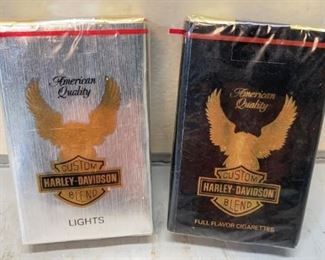 American
Quality
CUSTOM
HARLEY-DAVIDSON
BLEND
LIGHTS
American
Quality
CUSTOM
HARLEY-DAVIDSON
BLEND
FULL FLAVOR CIGARETTES